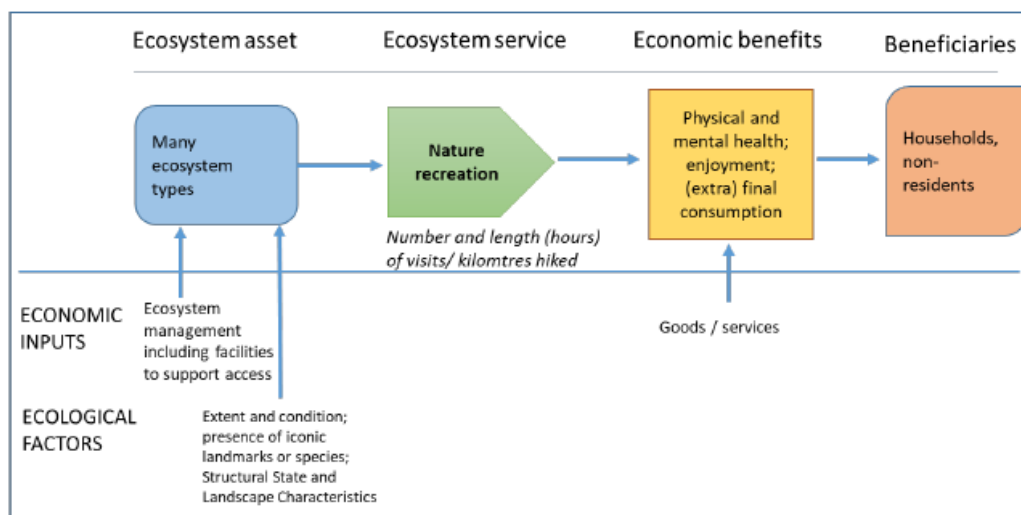 Ecosystem asset
Ecosystem service
Economic benefits
Beneficiaries
Many
ecosystem
types
Nature
recreation
Physical and
mental health;
enjoyment;
(extra) final
consumption
Households,
non-
residents
Number and length (hours)
of visits/ kilomtres hiked
ECONOMIC
INPUTS
Ecosystem
management
including facilities
to support access
Goods / services
ECOLOGICAL
FACTORS
Extent and condition;
presence of iconic
landmarks or species;
Structural State and
Landscape Characteristics